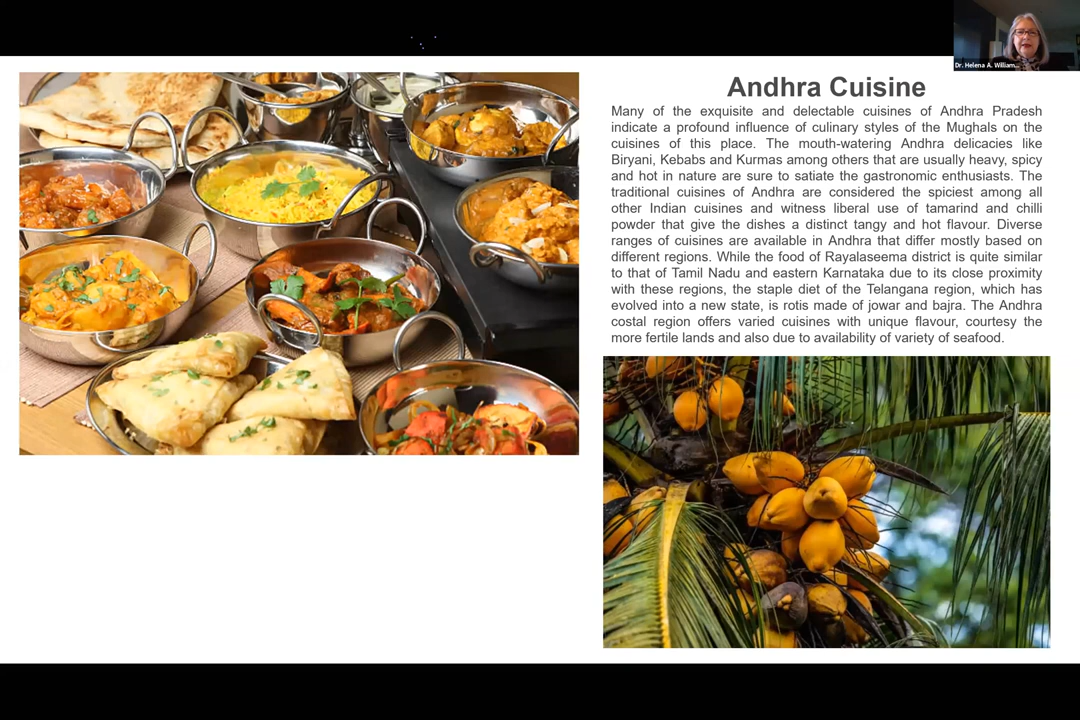 Dr. Helena A. William...
Andhra Cuisine
Many of the exquisite and delectable cuisines of Andhra Pradesh
indicate a profound influence of culinary styles of the Mughals on the
cuisines of this place. The mouth-watering Andhra delicacies like
Biryani, Kebabs and Kurmas among others that are usually heavy, spicy
and hot in nature are sure to satiate the gastronomic enthusiasts. The
traditional cuisines of Andhra are considered the spiciest among all
other Indian cuisines and witness liberal use of tamarind and chilli
powder that give the dishes a distinct tangy and hot flavour. Diverse
ranges of cuisines are available in Andhra that differ mostly based on
different regions. While the food of Rayalaseema district is quite similar
to that of Tamil Nadu and eastern Karnataka due to its close proximity
with these regions, the staple diet of the Telangana region, which has
evolved into a new state, is rotis made of jowar and bajra. The Andhra
costal region offers varied cuisines with unique flavour, courtesy the
more fertile lands and also due to availability of variety of seafood.